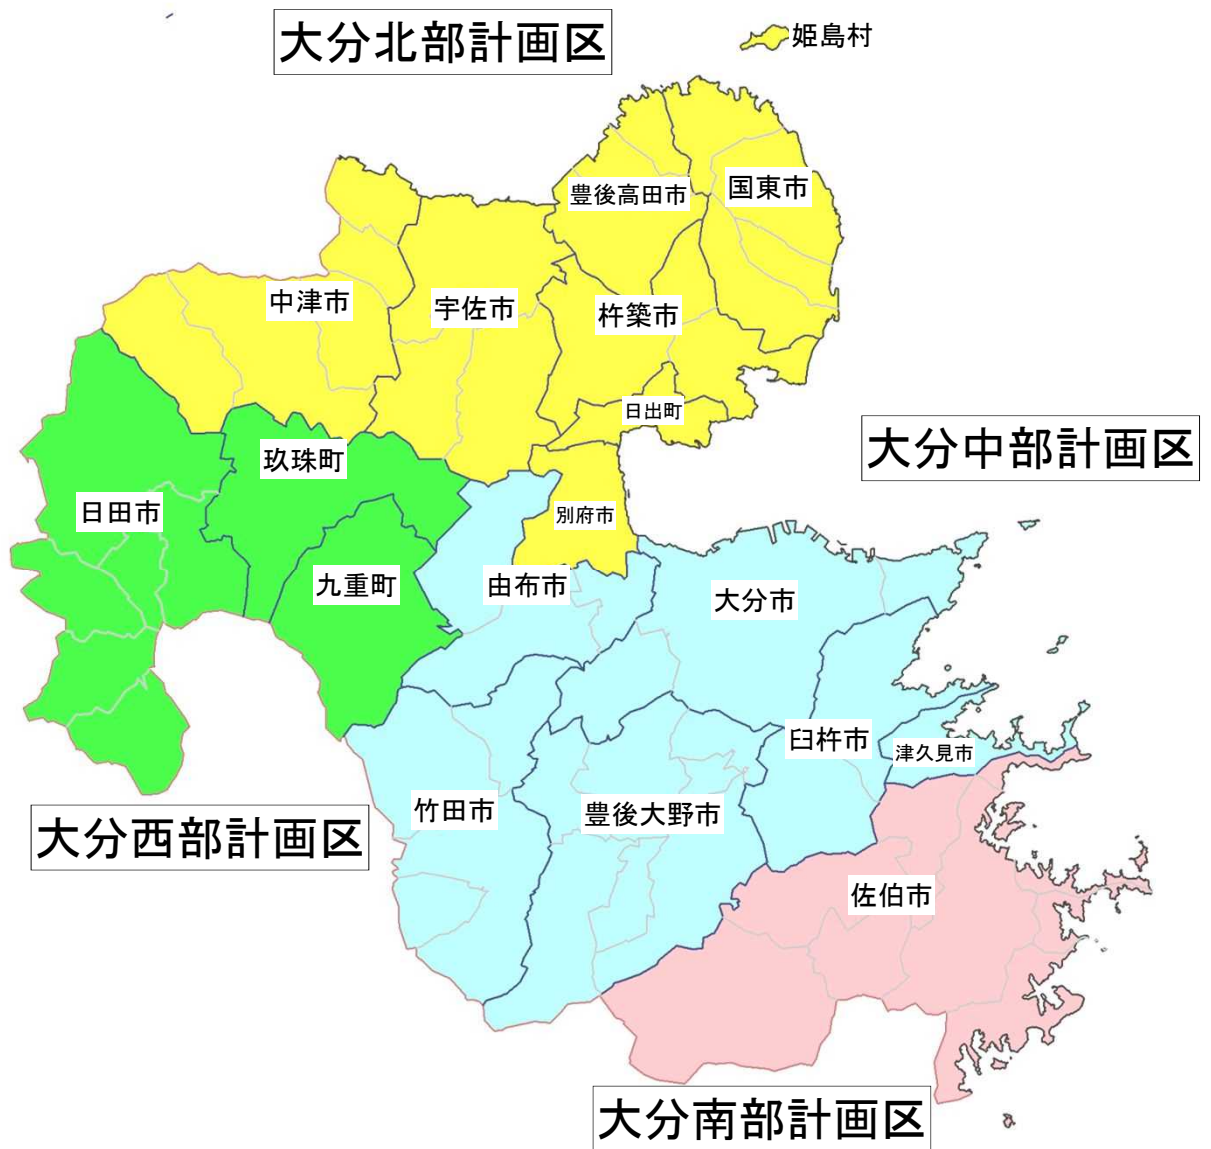 大分北部計画区
姫島村
豊後高田市
国東市
中津市
宇佐市
杵築市
日出町
大分中部計画区
玖珠町
日田市
別府市
九重町
由布市
大分市
臼杵市
津久見市
竹田市
豊後大野市
大分西部計画区
佐伯市
大分南部計画区